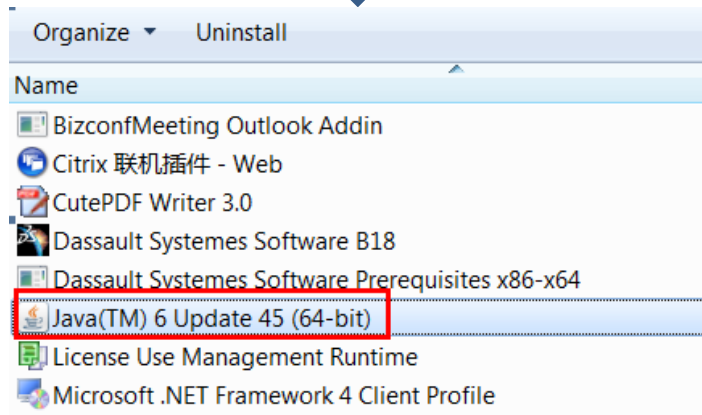 Organize Uninstall
Name
BizconfMeeting Outlook Addin
Citrix 联机插件 - Web
CutePDF Writer 3.0
Dassault Systemes Software B18
Dassault Systemes Software Prerequisites x86-x64
Java(TM) 6 Update 45 (64-bit)
License Use Management Runtime
Microsoft .NET Framework 4 Client Profile